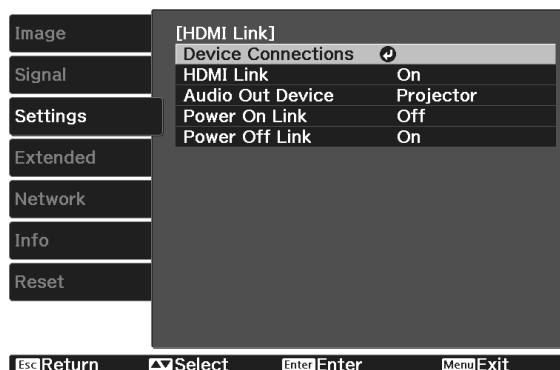 Image
Signal
Settings
Extended
Network
Info
Reset
[HDMI Link]
Device Connections
HDMI Link On
Audio Out Device Projector
Power On Link Off
Power Off Link On
Esc Return Select Enter Enter Menu Exit